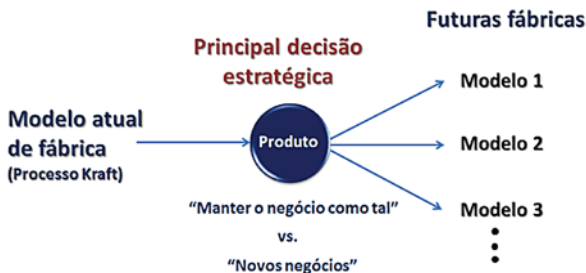 Futuras fábricas
Principal decisão
estratégica
Modelo 1
Modelo atual
de fábrica
(Processo Kraft)
Produto
Modelo 2
Modelo 3
“Manter o negócio como tal”
vs.
“Novos negócios”